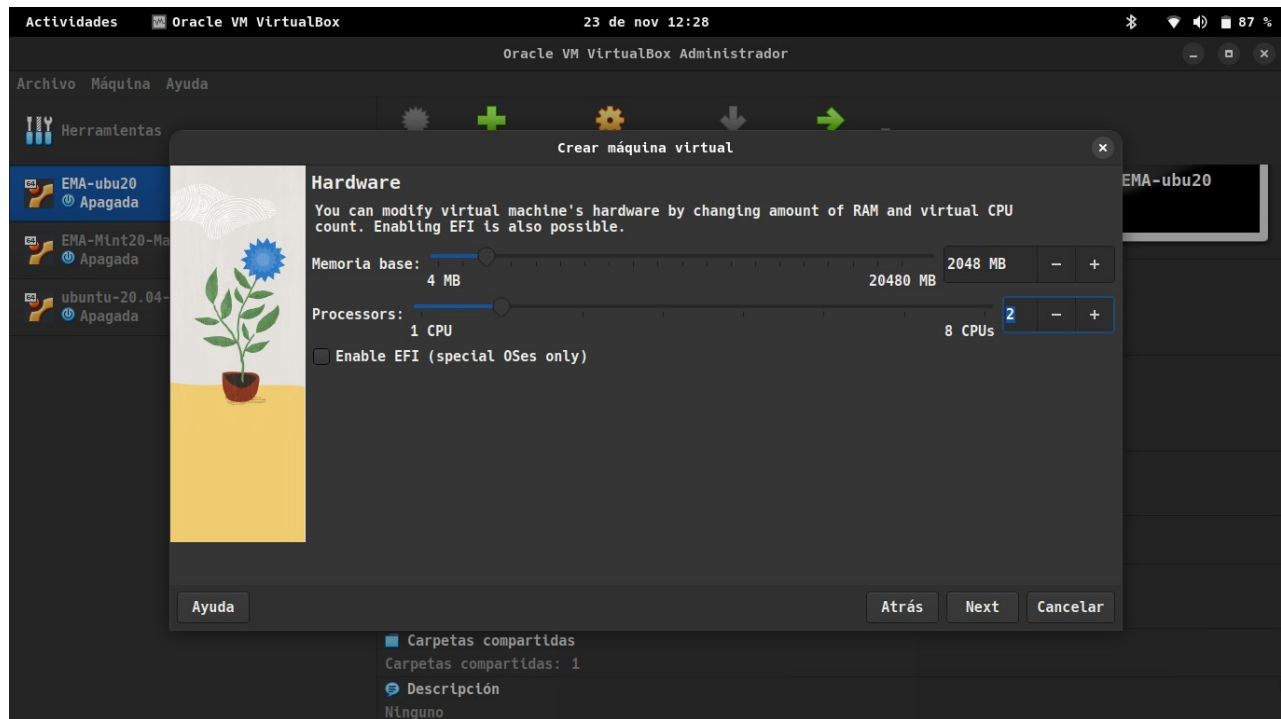 Actividades
Oracle VM VirtualBox
23 de nov 12:28
87 %
Oracle VM VirtualBox Administrador
Archivo Máquina Ayuda
Herramientas
Crear máquina virtual
64 EMA-ubu20
Apagada
64 EMA-Mint20-Ma
Apagada
64 ubuntu-20.04-
Apagada
EMA-ubu20
Hardware
You can modify virtual machine's hardware by changing amount of RAM and virtual CPU
count. Enabling EFI is also possible.
Memoria base:
2048 MB
4 MB
20480 MB
Processors:
2
1 CPU
8 CPUs
Enable EFI (special OSes only)
Ayuda
Atrás
Next
Cancelar
Carpetas compartidas
Carpetas compartidas: 1
Descripción
Ninguno